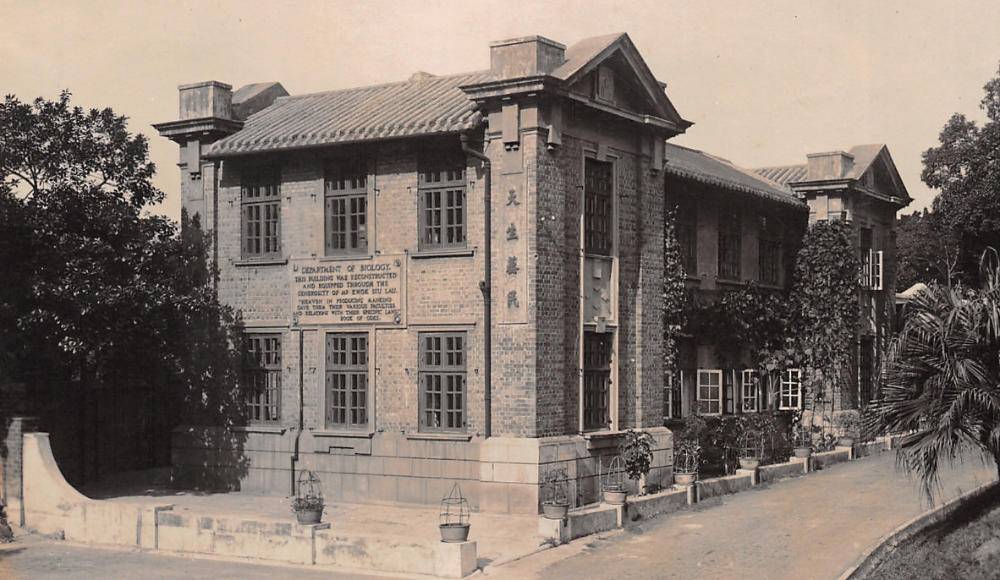 DEPARTMENT OF BIOLOGY.
THIS BUILDING WAS RECONSTRUCTED
AND EQUIPPED THROUGH THE
GENEROSITY OF MR KWOK SIU LAU.
"HEAVEN IN PRODUCING MANKIND
GAVE THEM THEIR VARIOUS FACULTIES
AND RELATIONS WITH THEIR SPECIFIC LAWS"
BOOK OF ODES.
天
生
蒸
民